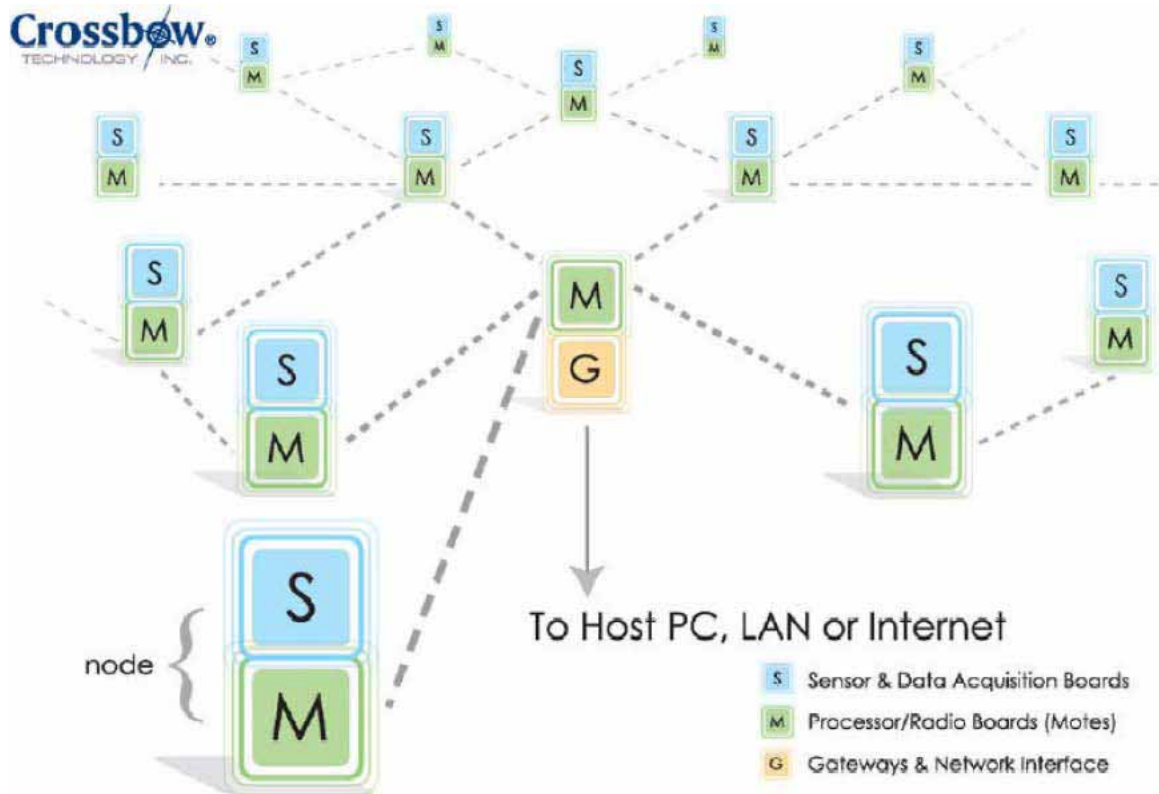 Crossbow®
TECHNOLOGY INC.
S
M
S
M
S
M
S
M
S
M
S
M
S
M
S
M
S
M
S
M
M
G
S
M
S
M
S
M
node
S
M
To Host PC, LAN or Internet
S Sensor & Data Acquisition Boards
M Processor/Radio Boards (Motes)
G Gateways & Network Interface